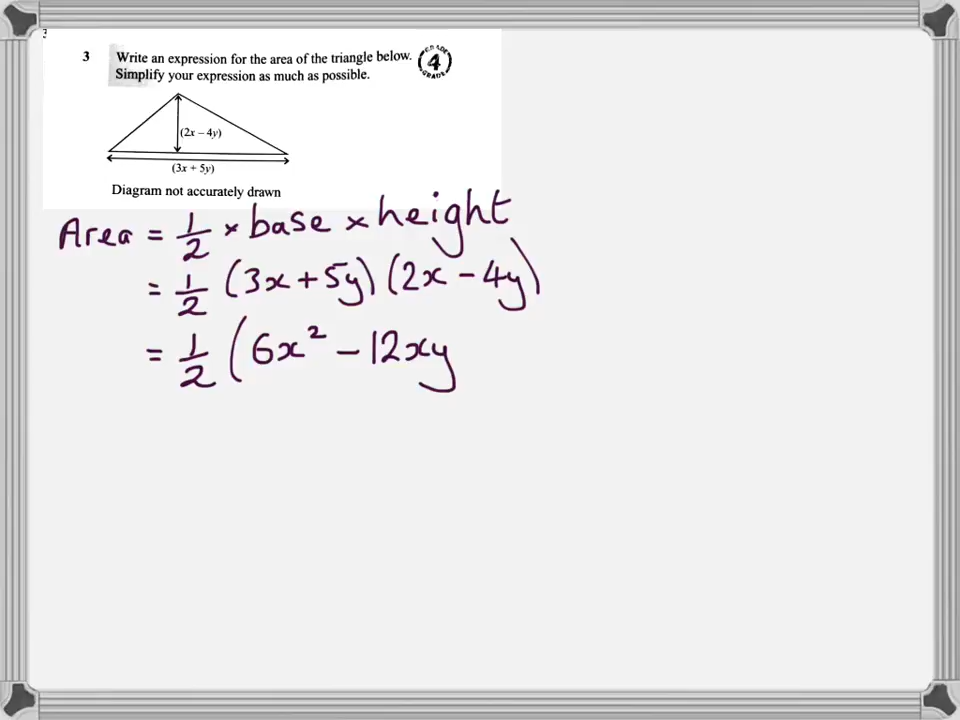 3 Write an expression for the area of the triangle below. GRADE 4 GRADE
Simplify your expression as much as possible.
(2x – 4y)
(3x + 5y)
Diagram not accurately drawn
Area = 1/2 × base × height
= 1/2 (3x + 5y) (2x - 4y)
= 1/2 (6x² - 12xy